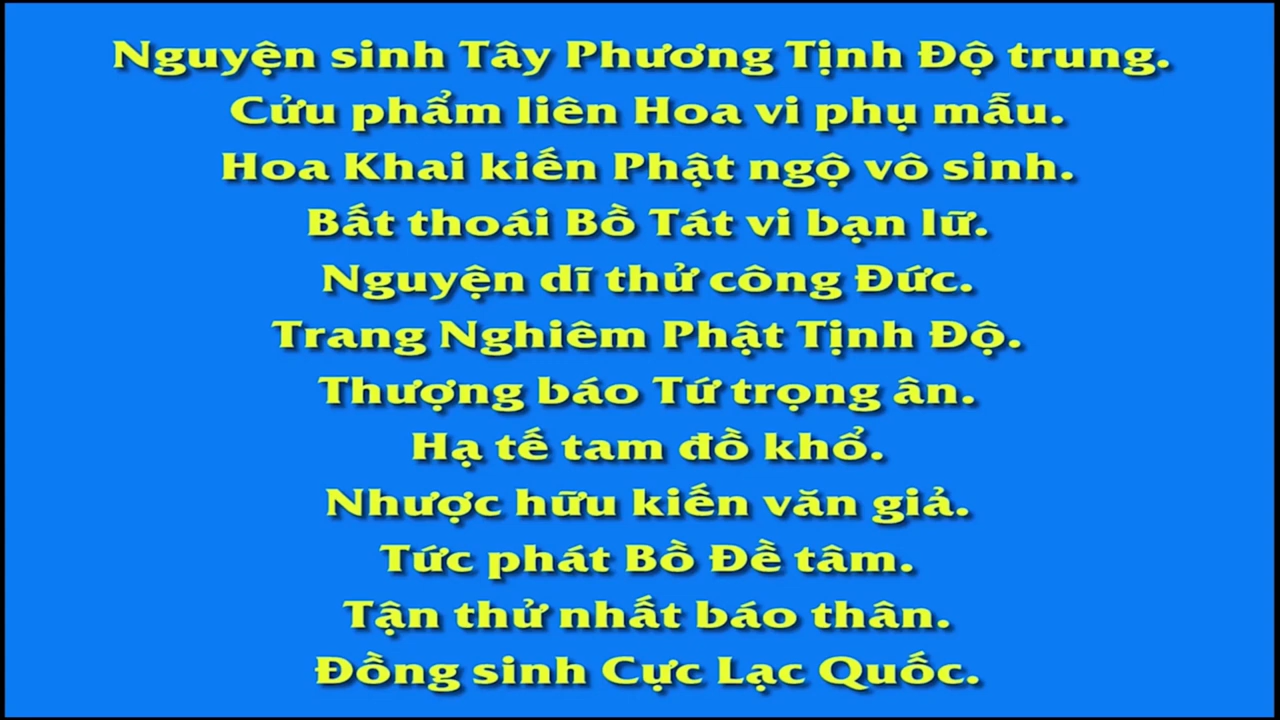 Nguyện sinh Tây Phương Tịnh Độ trung.
Cửu phẩm liên Hoa vi phụ mẫu.
Hoa Khai kiến Phật ngộ vô sinh.
Bất thoái Bồ Tát vi bạn lữ.
Nguyện dĩ thử công Đức.
Trang Nghiêm Phật Tịnh Độ.
Thượng báo Tứ trọng ân.
Hạ tế tam đồ khổ.
Nhược hữu kiến văn giả.
Tức phát Bồ Đề tâm.
Tận thử nhất báo thân.
Đồng sinh Cực Lạc Quốc.